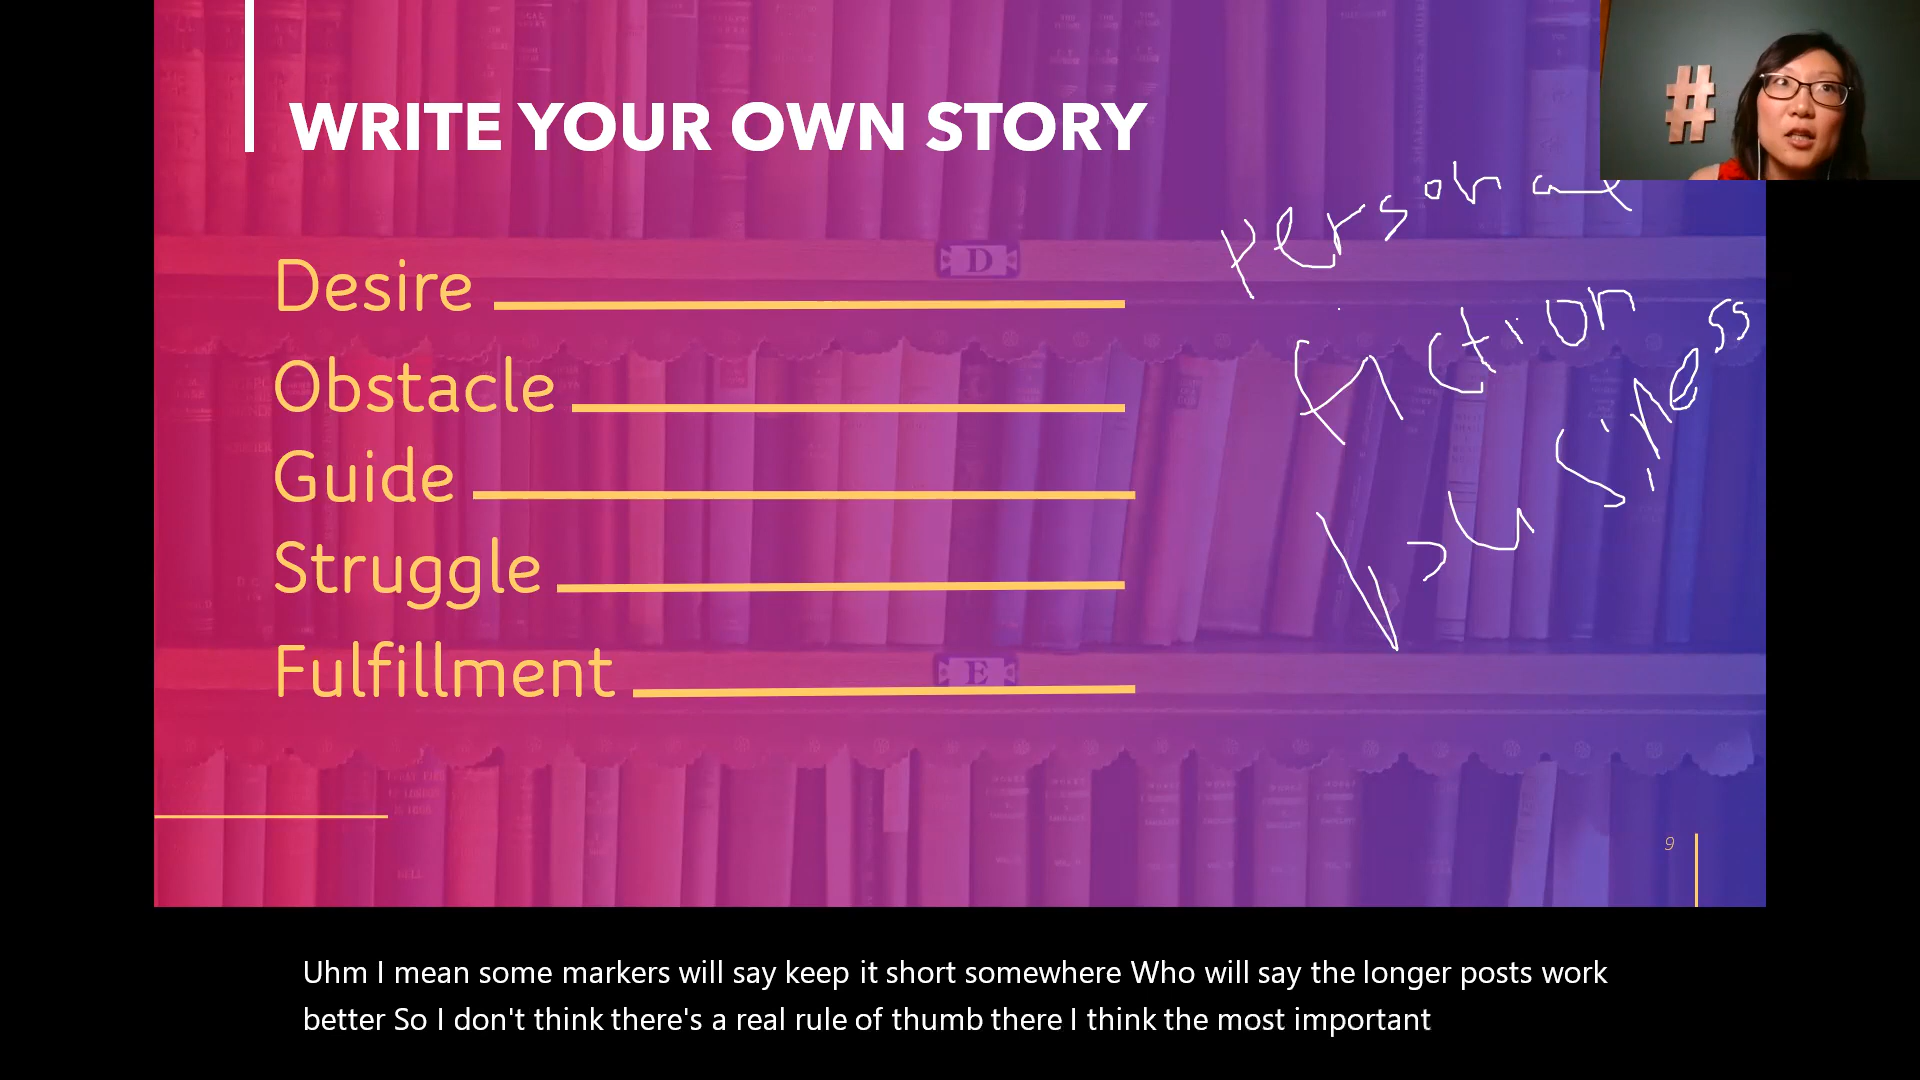 WRITE YOUR OWN STORY
Desire
Obstacle
Guide
Struggle
Fulfillment
personal
fiction
business
D
E
9
#
Uhm I mean some markers will say keep it short somewhere Who will say the longer posts work
better So I don't think there's a real rule of thumb there I think the most important